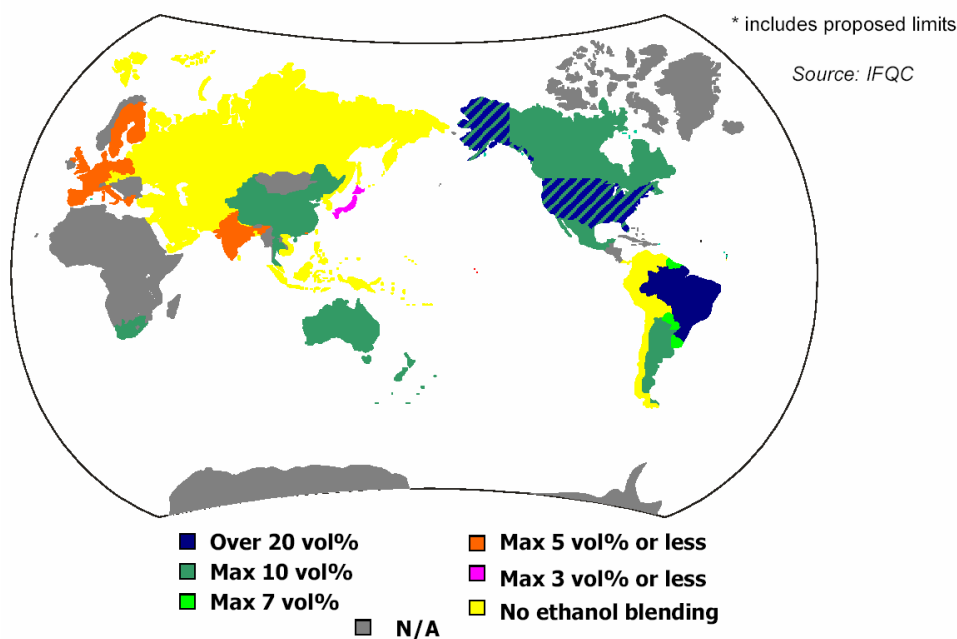 * includes proposed limits
Source: IFQC
Over 20 vol%
Max 10 vol%
Max 7 vol%
Max 5 vol% or less
Max 3 vol% or less
No ethanol blending
N/A